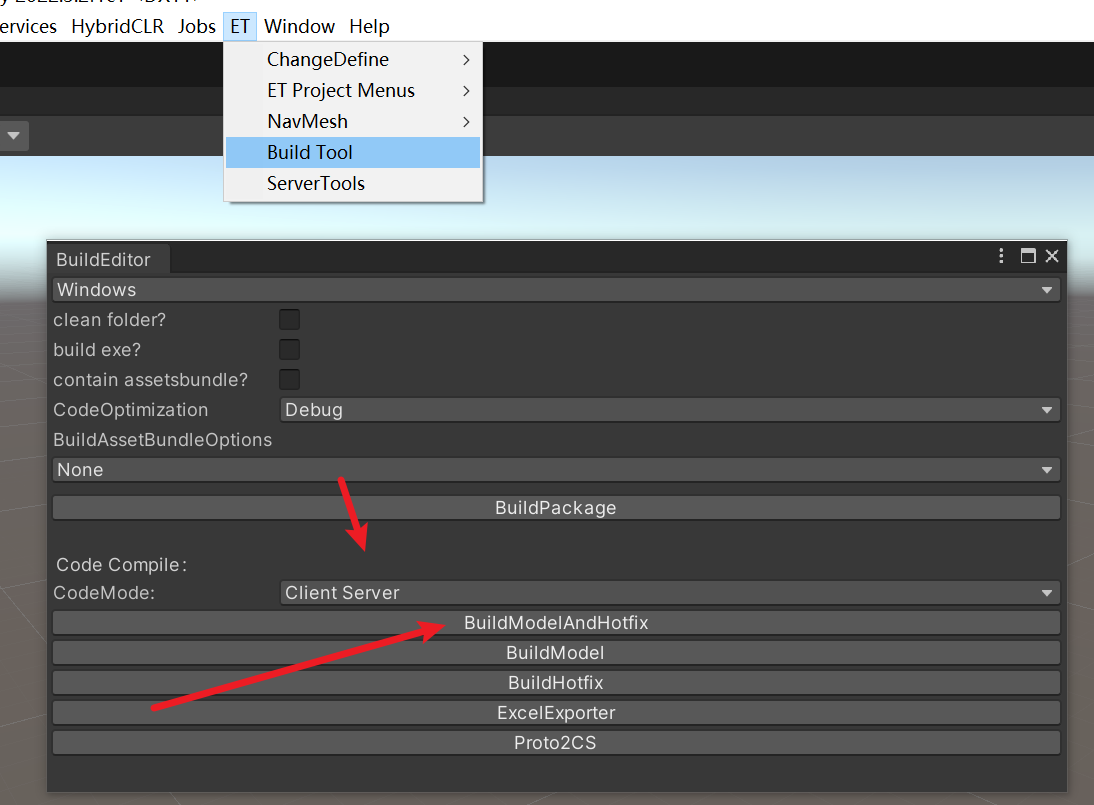 ervices HybridCLR Jobs ET Window Help
ChangeDefine
ET Project Menus
NavMesh
Build Tool
ServerTools
BuildEditor
Windows
clean folder?
build exe?
contain assetsbundle?
CodeOptimization Debug
BuildAssetBundleOptions
None
BuildPackage
Code Compile：
CodeMode: Client Server
BuildModelAndHotfix
BuildModel
BuildHotfix
ExcelExporter
Proto2CS